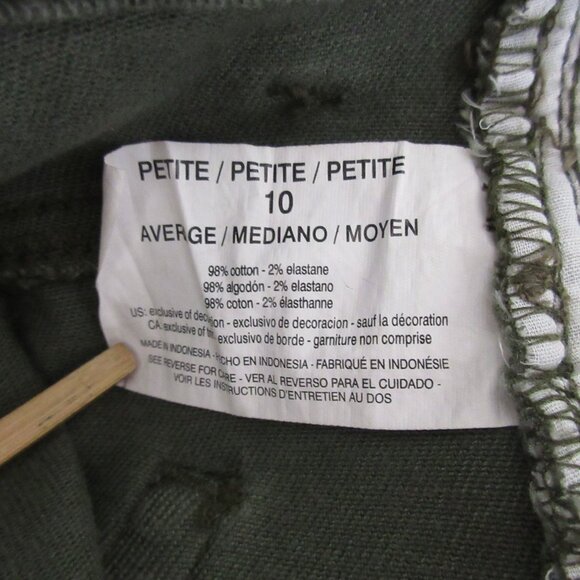 PETITE / PETITE / PETITE
10
AVERGE / MEDIANO / MOYEN
98% cotton - 2% elastane
98% algodón - 2% elastano
98% coton - 2% élasthanne
US: exclusive of - exclusivo de decoracion - sauf la décoration
CA exclusive of exclusivo de borde - garniture non comprise
MADE IN INDONESIA - EN INDONESIA - FABRIQUÉ EN INDONÉSIE
SEE REVERSE FOR CARE - VER AL REVERSO PARA EL CUIDADO -
VOIR LES INSTRUCTIONS D'ENTRETIEN AU DOS